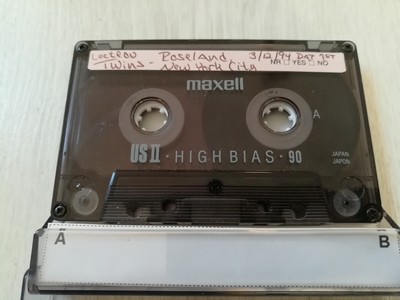 Cocteau Roseland, 3/12/94 DAT 1ST
Twins - New York City NR □ YES □ NO
maxell
A
US II · HIGH BIAS · 90
JAPAN
JAPON
A B